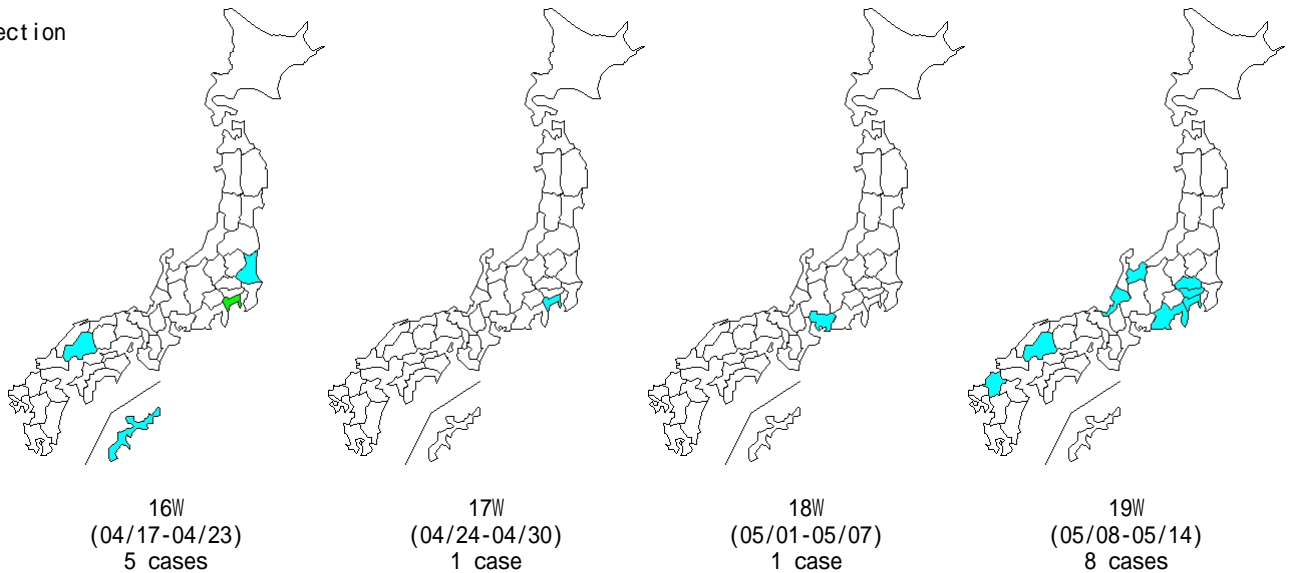 ection
16W
(04/17-04/23)
5 cases
17W
(04/24-04/30)
1 case
18W
(05/01-05/07)
1 case
19W
(05/08-05/14)
8 cases